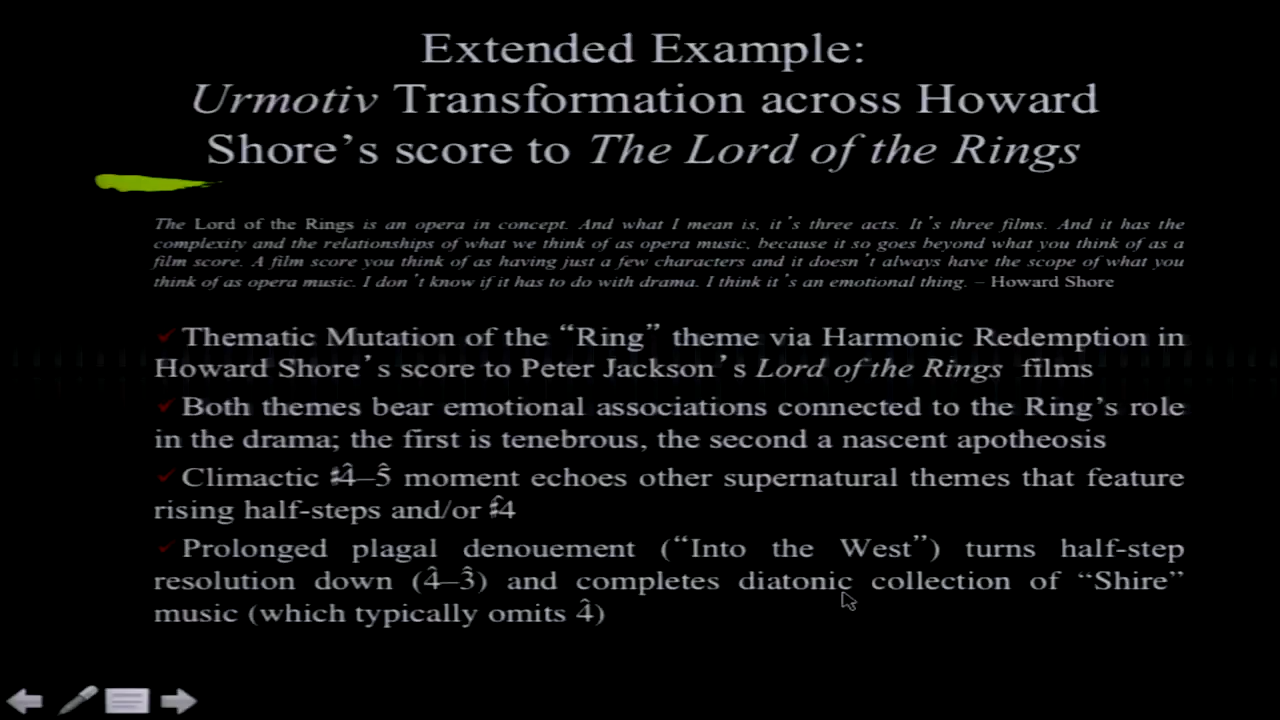 Extended Example:
Urmotiv Transformation across Howard
Shore’s score to The Lord of the Rings
The Lord of the Rings is an opera in concept. And what I mean is, it’s three acts. It’s three films. And it has the
complexity and the relationships of what we think of as opera music, because it so goes beyond what you think of as a
film score. A film score you think of as having just a few characters and it doesn’t always have the scope of what you
think of as opera music. I don’t know if it has to do with drama. I think it’s an emotional thing. – Howard Shore
✓ Thematic Mutation of the “Ring” theme via Harmonic Redemption in
Howard Shore’s score to Peter Jackson’s Lord of the Rings films
✓ Both themes bear emotional associations connected to the Ring’s role
in the drama; the first is tenebrous, the second a nascent apotheosis
✓ Climactic ♯4̂–5̂ moment echoes other supernatural themes that feature
rising half-steps and/or ♯4̂
✓ Prolonged plagal denouement (“Into the West”) turns half-step
resolution down (4̂–3̂) and completes diatonic collection of “Shire”
music (which typically omits 4̂)